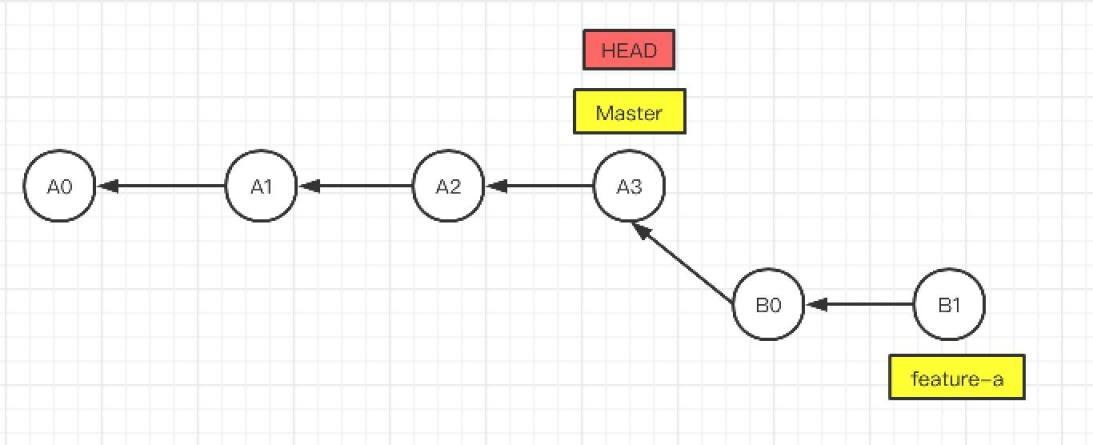 HEAD
Master
A0
A1
A2
A3
B0
B1
feature-a